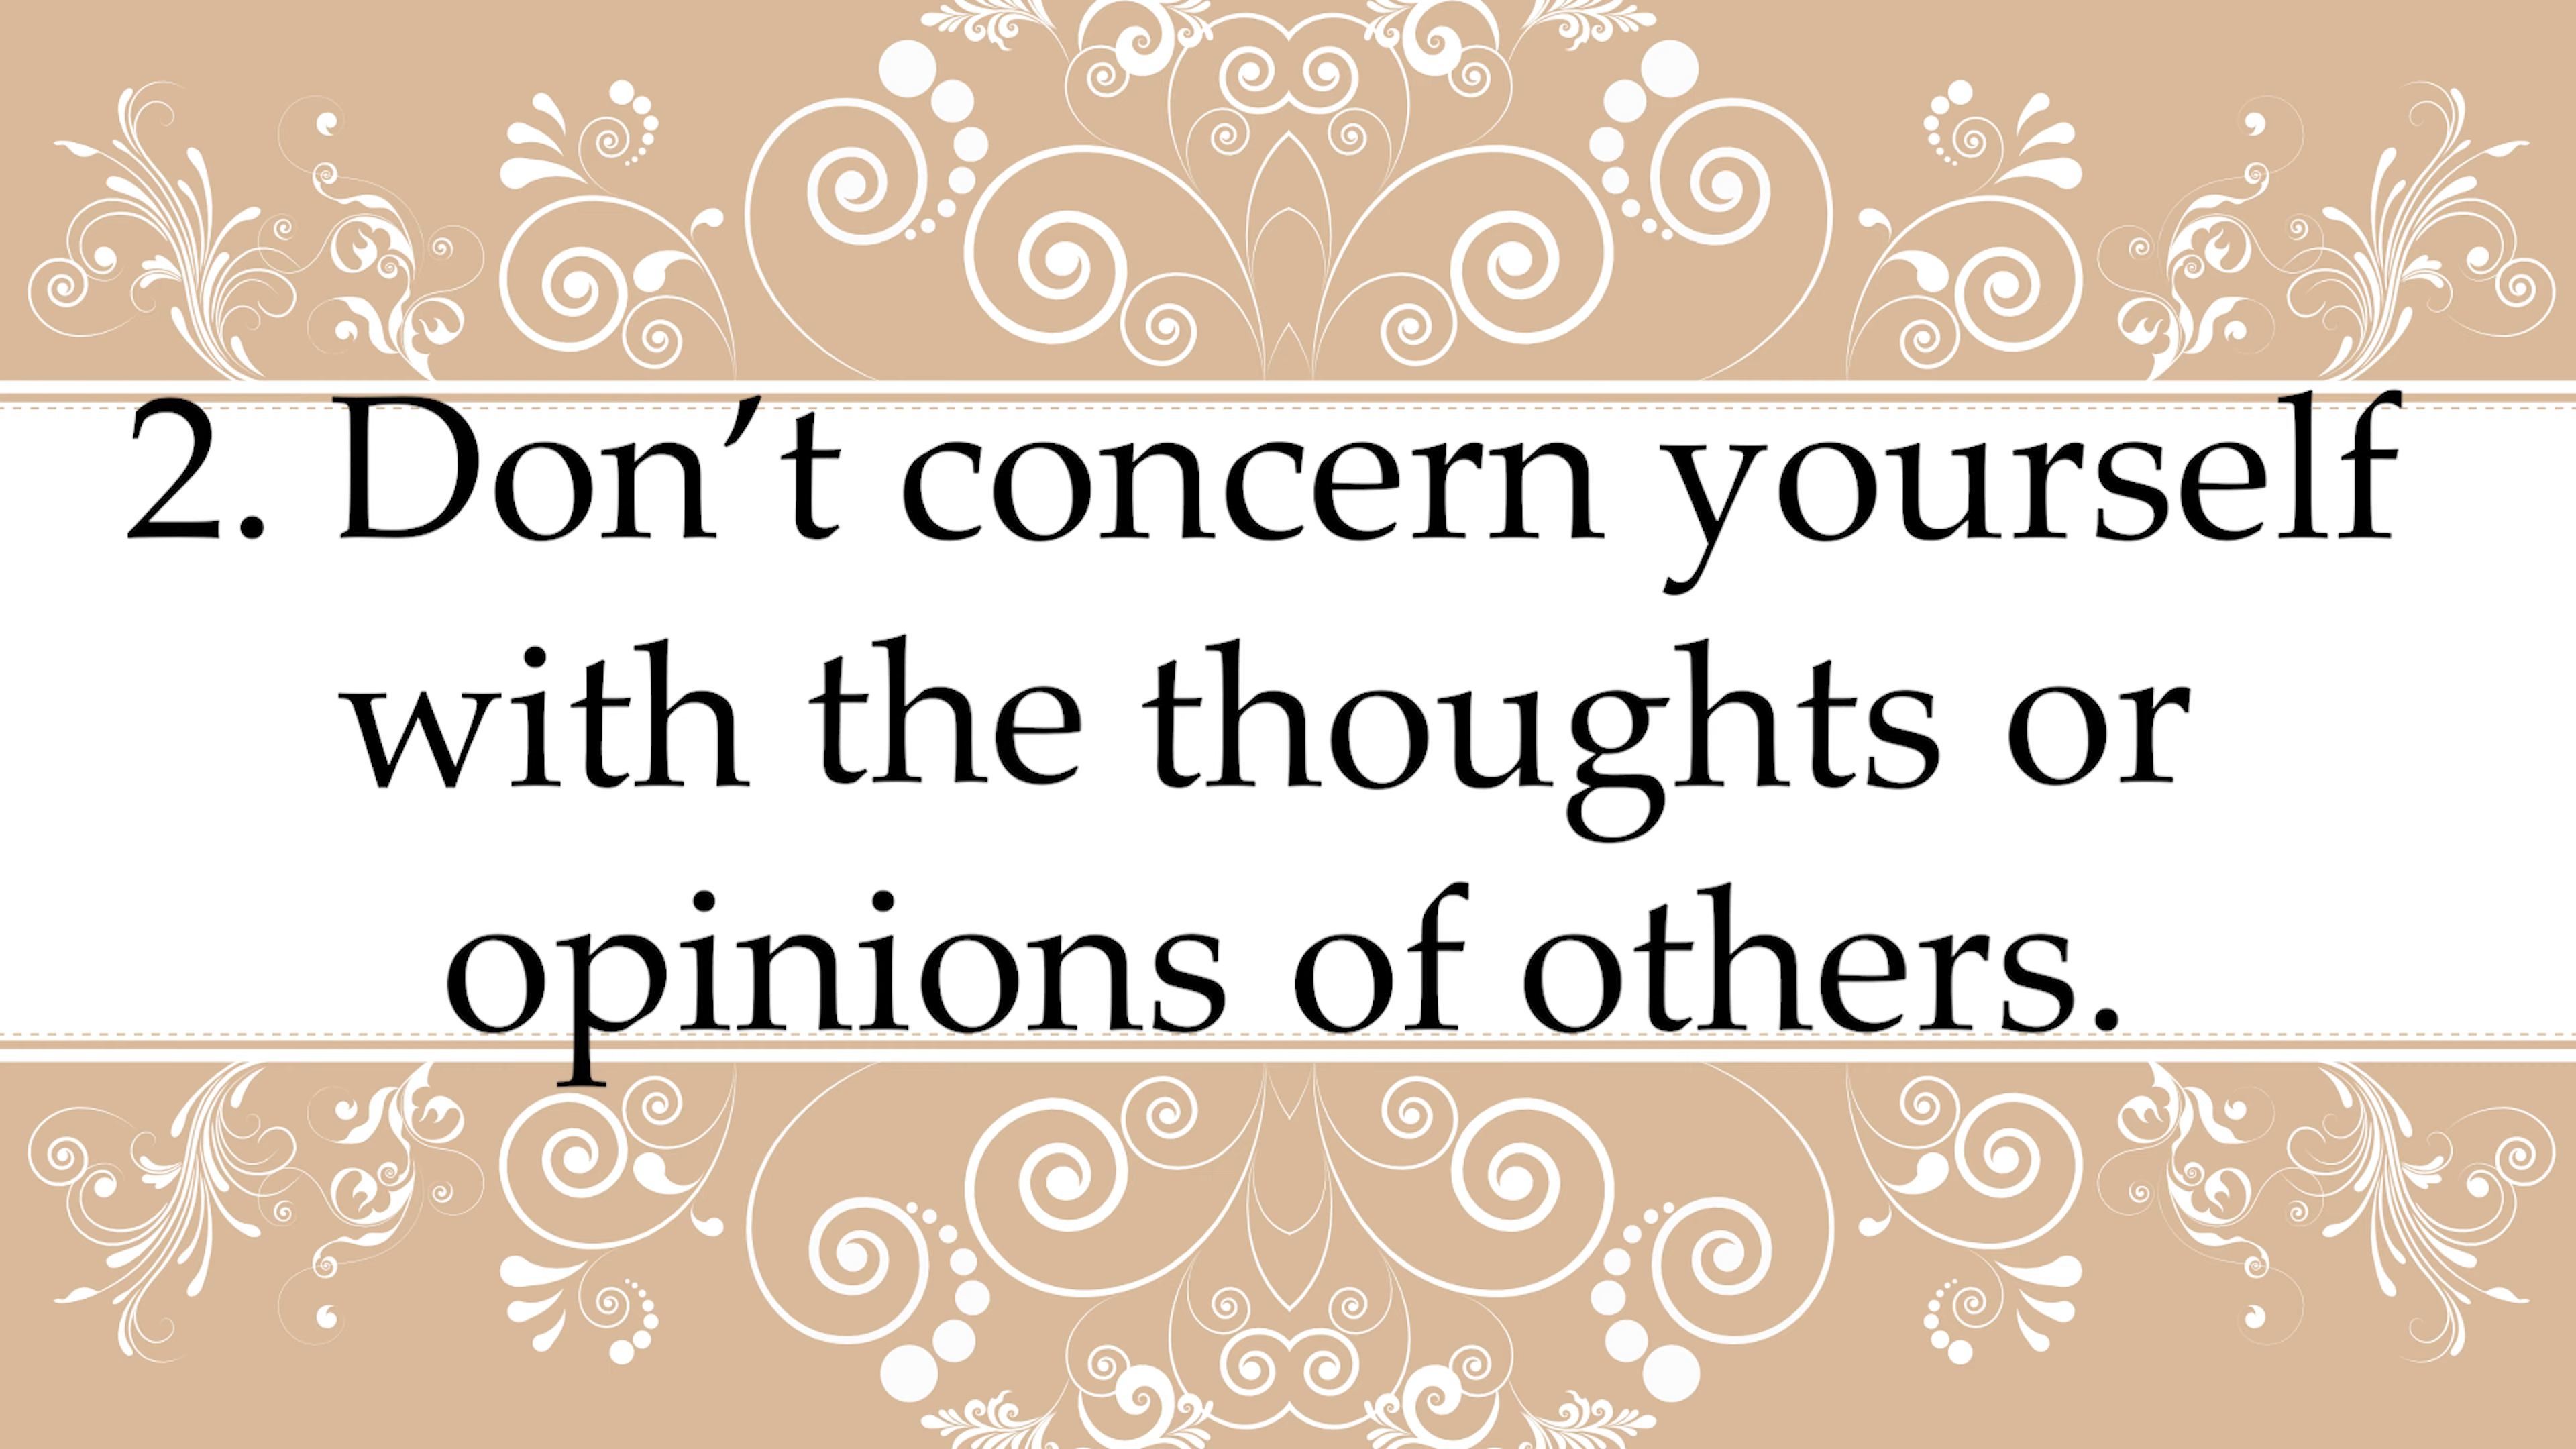 2. Don’t concern yourself
with the thoughts or
opinions of others.